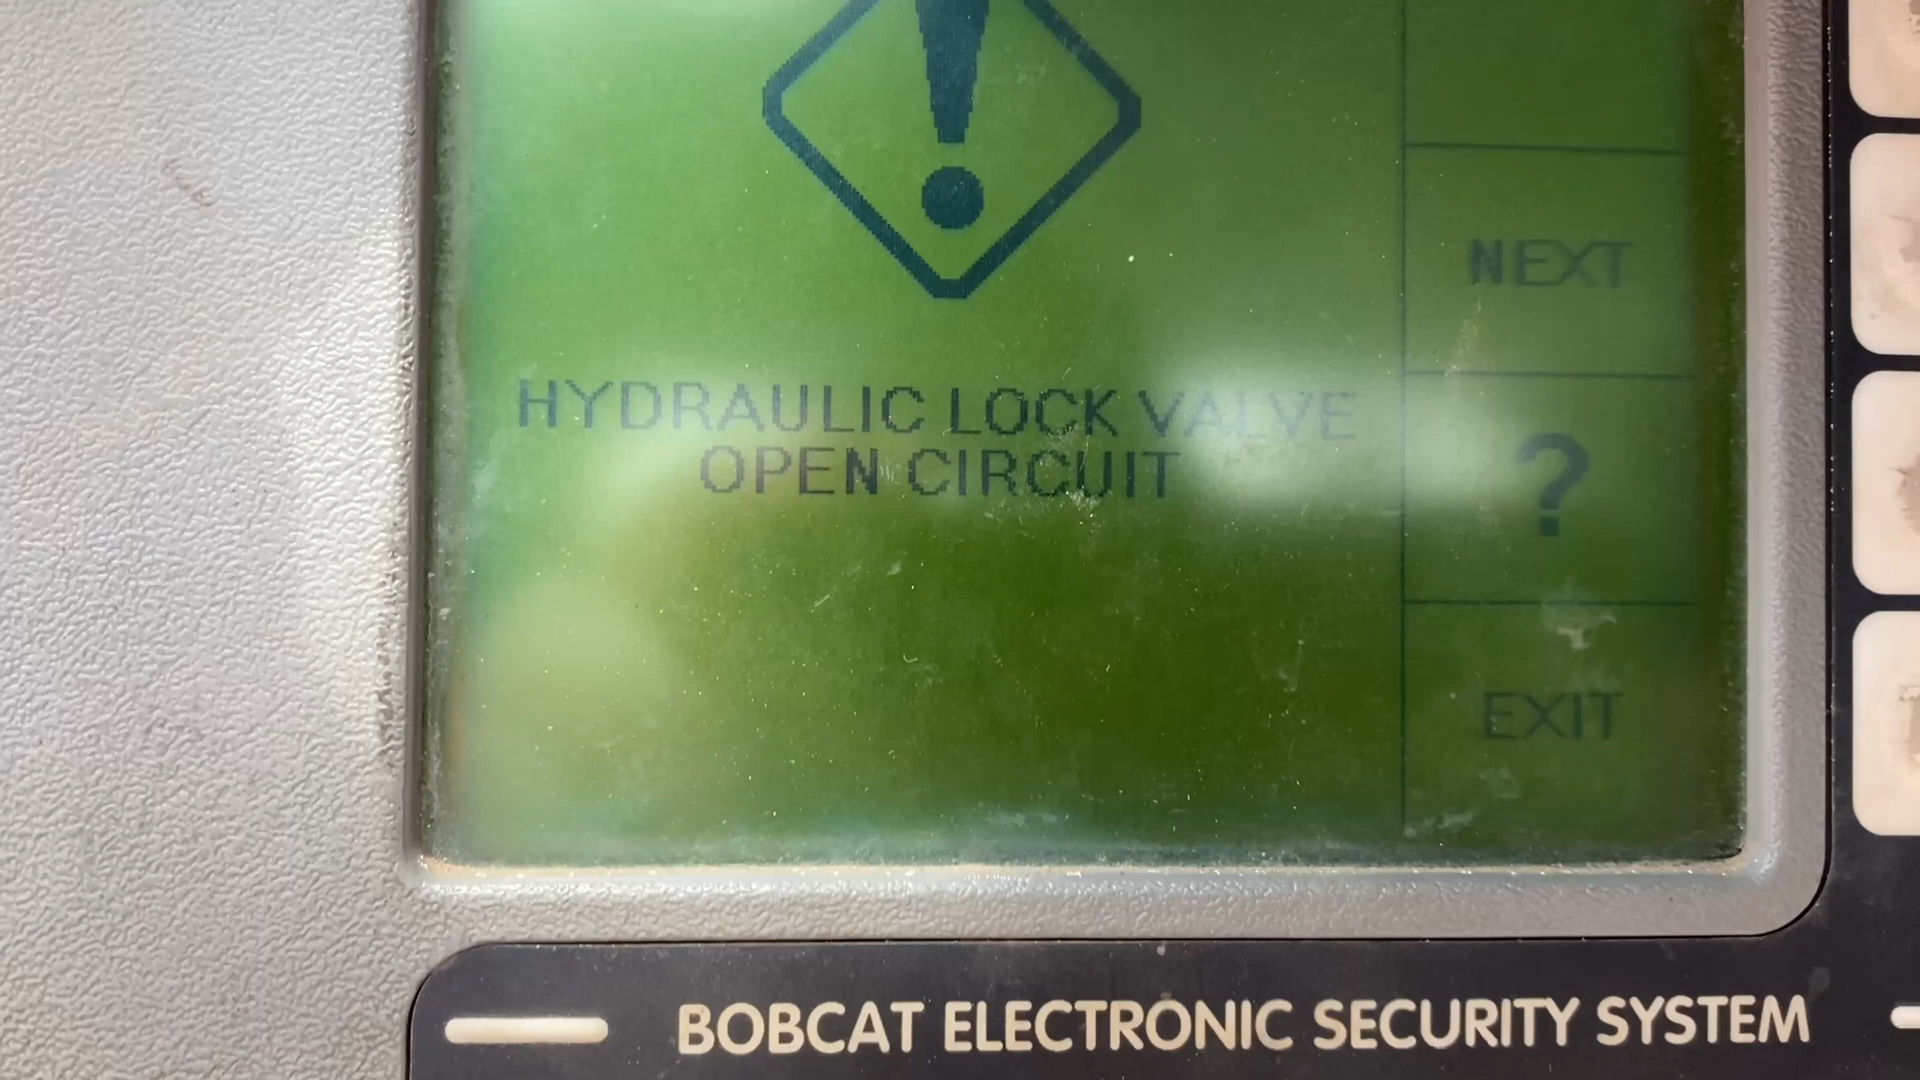 NEXT
HYDRAULIC LOCK VALVE
OPEN CIRCUIT
?
EXIT
BOBCAT ELECTRONIC SECURITY SYSTEM